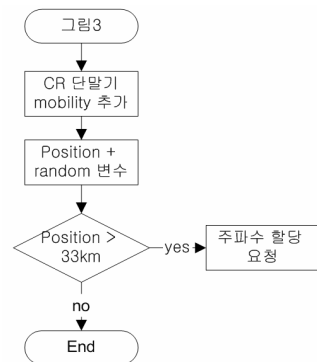 그림3
CR 단말기
mobility 추가
Position +
random 변수
Position >
33km
yes
주파수 할당
요청
no
End